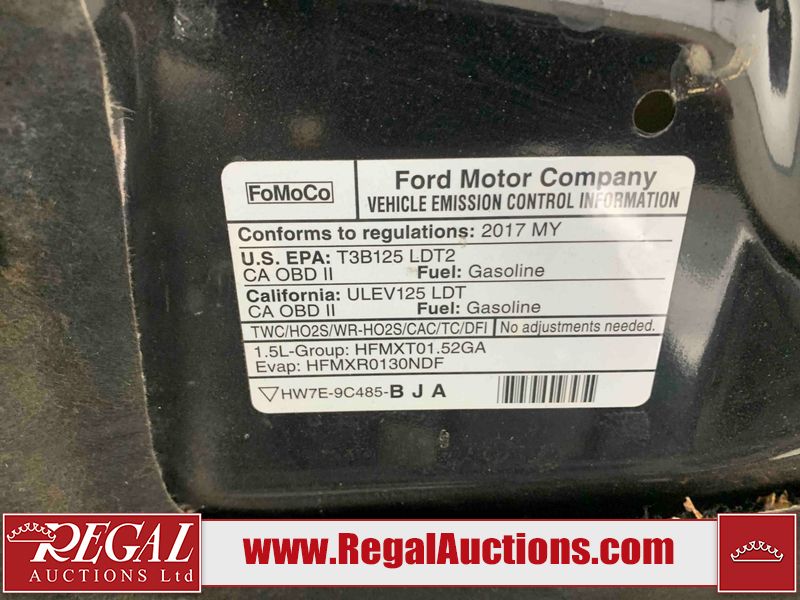 FoMoCo
Ford Motor Company
VEHICLE EMISSION CONTROL INFORMATION
Conforms to regulations: 2017 MY
U.S. EPA: T3B125 LDT2
CA OBD II Fuel: Gasoline
California: ULEV125 LDT
CA OBD II Fuel: Gasoline
TWC/HO2S/WR-HO2S/CAC/TC/DFI No adjustments needed.
1.5L-Group: HFMXT01.52GA
Evap: HFMXR0130NDF
HW7E-9C485-B J A
REGAL
AUCTIONS Ltd
www.RegalAuctions.com